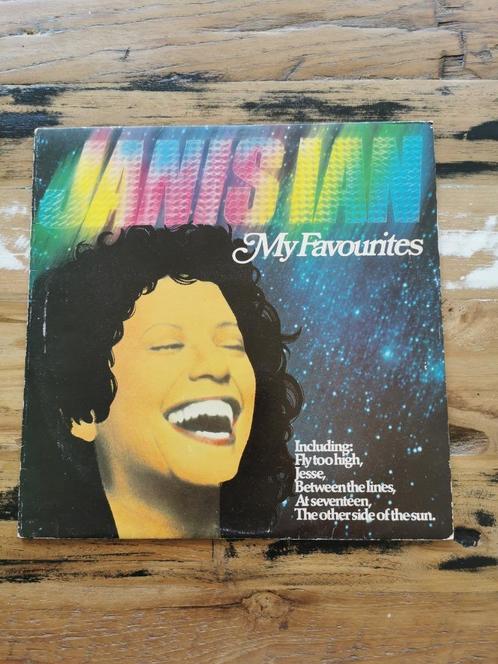 JANIS IAN
My Favourites
Including:
Fly too high,
Jesse,
Between the lines,
At seventeen,
The other side of the sun.